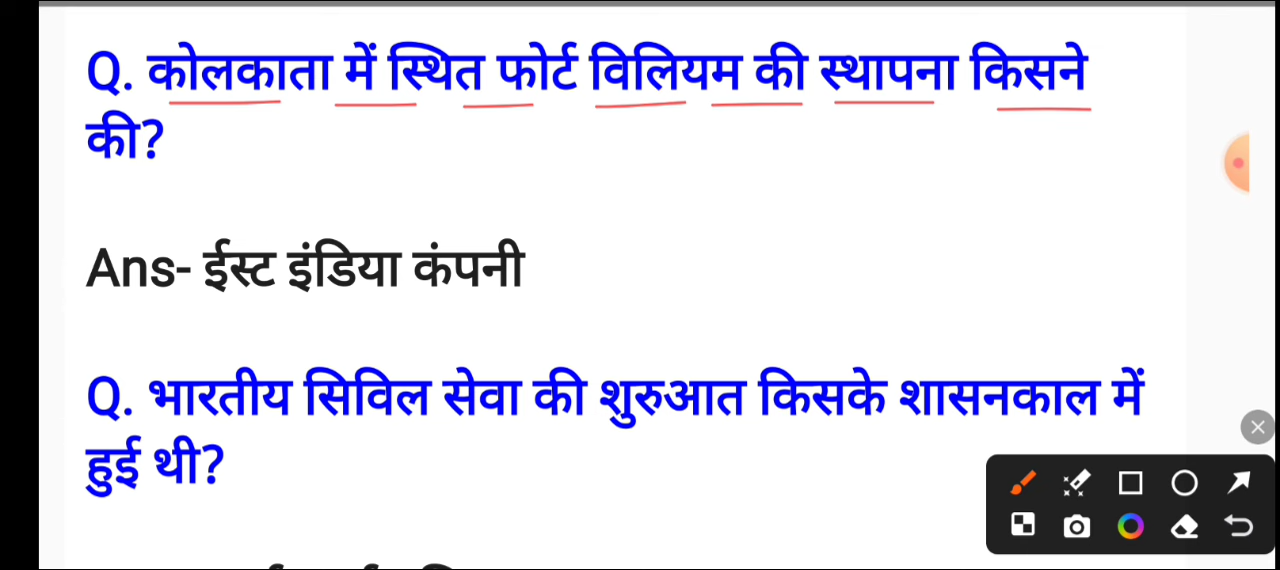 Q. कोलकाता में स्थित फोर्ट विलियम की स्थापना किसने
की?
Ans- ईस्ट इंडिया कंपनी
Q. भारतीय सिविल सेवा की शुरुआत किसके शासनकाल में
हुई थी?